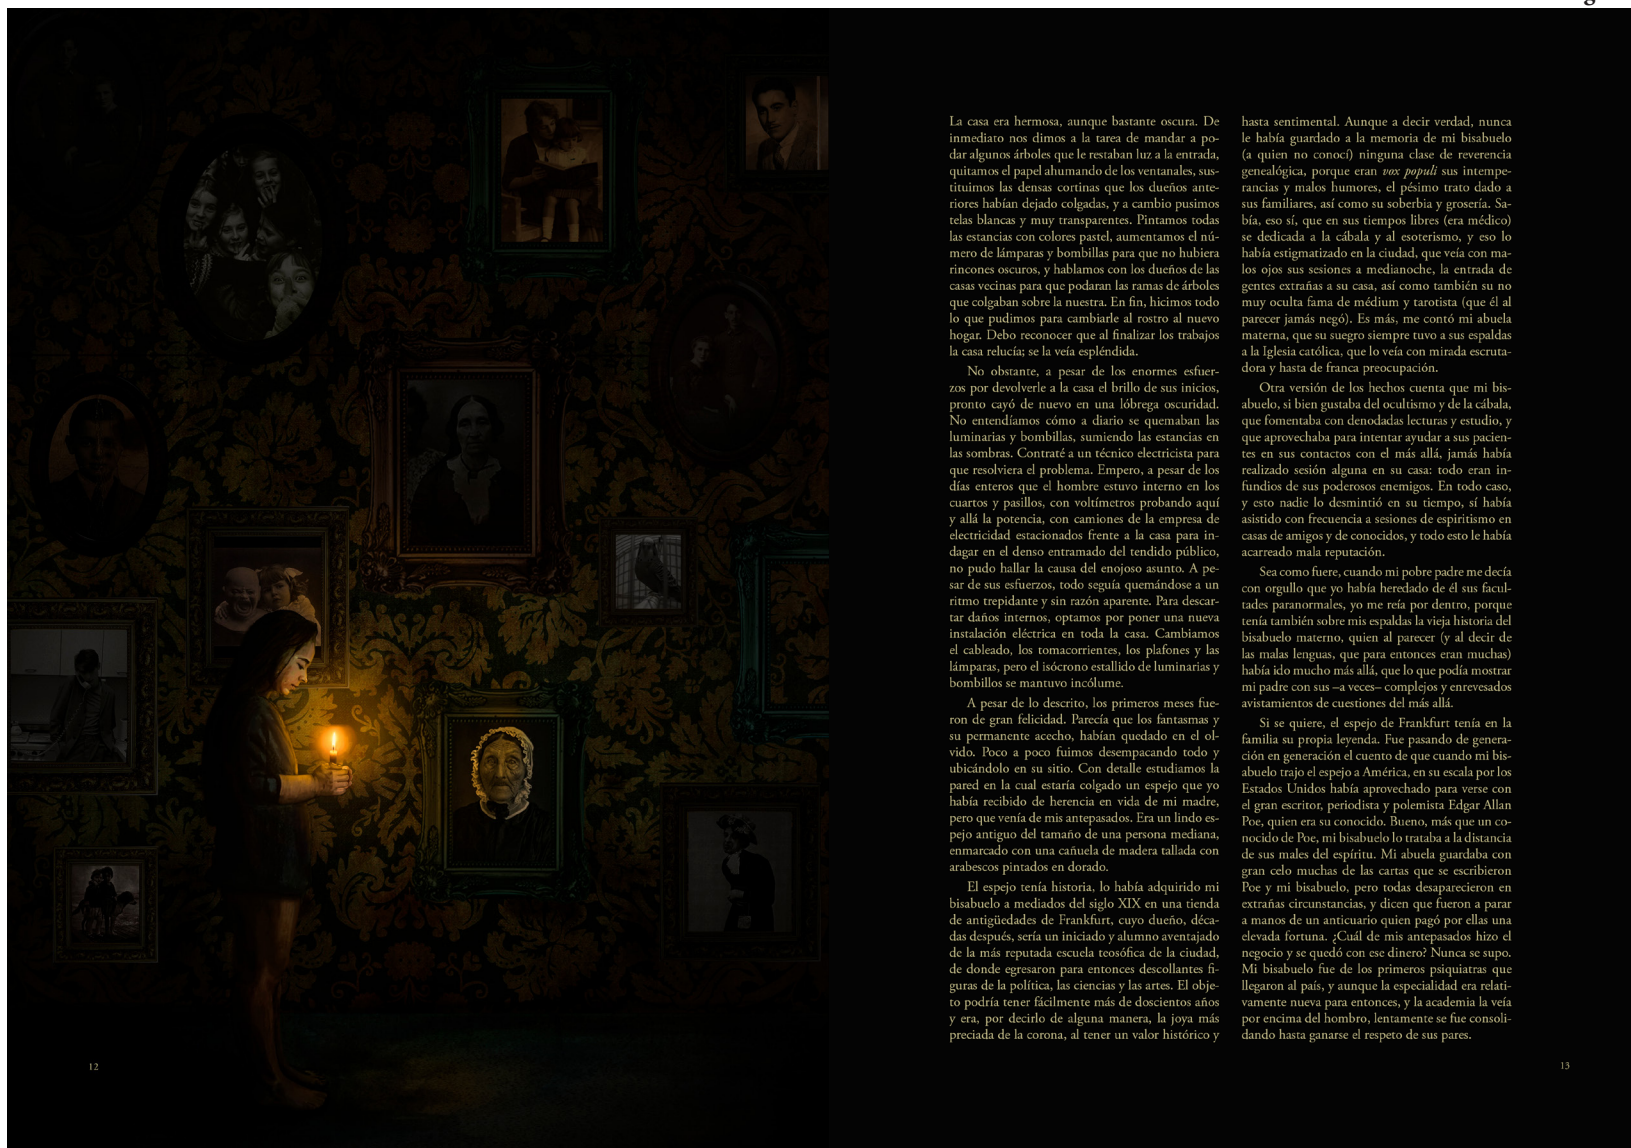 La casa era hermosa, aunque bastante oscura. De
inmediato nos dimos a la tarea de mandar a po-
dar algunos árboles que le restaban luz a la entrada,
quitamos el papel ahumando de los ventanales, sus-
tituimos las densas cortinas que los dueños ante-
riores habían dejado colgadas, y a cambio pusimos
telas blancas y muy transparentes. Pintamos todas
las estancias con colores pastel, aumentamos el nú-
mero de lámparas y bombillas para que no hubiera
rincones oscuros, y hablamos con los dueños de las
casas vecinas para que podaran las ramas de árboles
que colgaban sobre la nuestra. En fin, hicimos todo
lo que pudimos para cambiarle al rostro al nuevo
hogar. Debo reconocer que al finalizar los trabajos
la casa relucía; se la veía espléndida.
No obstante, a pesar de los enormes esfuer-
zos por devolverle a la casa el brillo de sus inicios,
pronto cayó de nuevo en una lóbrega oscuridad.
No entendíamos cómo a diario se quemaban las
luminarias y bombillas, sumiendo las estancias en
las sombras. Contraté a un técnico electricista para
que resolviera el problema. Empero, a pesar de los
días enteros que el hombre estuvo interno en los
cuartos y pasillos, con voltímetros probando aquí
y allá la potencia, con camiones de la empresa de
electricidad estacionados frente a la casa para in-
dagar en el denso entramado del tendido público,
no pudo hallar la causa del enojoso asunto. A pe-
sar de sus esfuerzos, todo seguía quemándose a un
ritmo trepidante y sin razón aparente. Para descar-
tar daños internos, optamos por poner una nueva
instalación eléctrica en toda la casa. Cambiamos
el cableado, los tomacorrientes, los plafones y las
lámparas, pero el isócrono estallido de luminarias y
bombillos se mantuvo incólume.
A pesar de lo descrito, los primeros meses fue-
ron de gran felicidad. Parecía que los fantasmas y
su permanente acecho, habían quedado en el ol-
vido. Poco a poco fuimos desempacando todo y
ubicándolo en su sitio. Con detalle estudiamos la
pared en la cual estaría colgado un espejo que yo
había recibido de herencia en vida de mi madre,
pero que venía de mis antepasados. Era un lindo es-
pejo antiguo del tamaño de una persona mediana,
enmarcado con una cañuela de madera tallada con
arabescos pintados en dorado.
El espejo tenía historia, lo había adquirido mi
bisabuelo a mediados del siglo XIX en una tienda
de antigüedades de Frankfurt, cuyo dueño, déca-
das después, sería un iniciado y alumno aventajado
de la más reputada escuela teosófica de la ciudad,
de donde egresaron para entonces descollantes fi-
guras de la política, las ciencias y las artes. El obje-
to podría tener fácilmente más de doscientos años
y era, por decirlo de alguna manera, la joya más
preciada de la corona, al tener un valor histórico y
hasta sentimental. Aunque a decir verdad, nunca
le había guardado a la memoria de mi bisabuelo
(a quien no conocí) ninguna clase de reverencia
genealógica, porque eran vox populi sus intempe-
rancias y malos humores, el pésimo trato dado a
sus familiares, así como su soberbia y grosería. Sa-
bía, eso sí, que en sus tiempos libres (era médico)
se dedicada a la cábala y al esoterismo, y eso lo
había estigmatizado en la ciudad, que veía con ma-
los ojos sus sesiones a medianoche, la entrada de
gentes extrañas a su casa, así como también su no
muy oculta fama de médium y tarotista (que él al
parecer jamás negó). Es más, me contó mi abuela
materna, que su suegro siempre tuvo a sus espaldas
a la Iglesia católica, que lo veía con mirada escruta-
dora y hasta de franca preocupación.
Otra versión de los hechos cuenta que mi bis-
abuelo, si bien gustaba del ocultismo y de la cábala,
que fomentaba con denodadas lecturas y estudio, y
que aprovechaba para intentar ayudar a sus pacien-
tes en sus contactos con el más allá, jamás había
realizado sesión alguna en su casa: todo eran in-
fundios de sus poderosos enemigos. En todo caso,
y esto nadie lo desmintió en su tiempo, sí había
asistido con frecuencia a sesiones de espiritismo en
casas de amigos y de conocidos, y todo esto le había
acarreado mala reputación.
Sea como fuere, cuando mi pobre padre me decía
con orgullo que yo había heredado de él sus facul-
tades paranormales, yo me reía por dentro, porque
tenía también sobre mis espaldas la vieja historia del
bisabuelo materno, quien al parecer (y al decir de
las malas lenguas, que para entonces eran muchas)
había ido mucho más allá, que lo que podía mostrar
mi padre con sus –a veces– complejos y enrevesados
avistamientos de cuestiones del más allá.
Si se quiere, el espejo de Frankfurt tenía en la
familia su propia leyenda. Fue pasando de genera-
ción en generación el cuento de que cuando mi bis-
abuelo trajo el espejo a América, en su escala por los
Estados Unidos había aprovechado para verse con
el gran escritor, periodista y polemista Edgar Allan
Poe, quien era su conocido. Bueno, más que un co-
nocido de Poe, mi bisabuelo lo trataba a la distancia
de sus males del espíritu. Mi abuela guardaba con
gran celo muchas de las cartas que se escribieron
Poe y mi bisabuelo, pero todas desaparecieron en
extrañas circunstancias, y dicen que fueron a parar
a manos de un anticuario quien pagó por ellas una
elevada fortuna. ¿Cuál de mis antepasados hizo el
negocio y se quedó con ese dinero? Nunca se supo.
Mi bisabuelo fue de los primeros psiquiatras que
llegaron al país, y aunque la especialidad era relati-
vamente nueva para entonces, y la academia la veía
por encima del hombro, lentamente se fue consoli-
dando hasta ganarse el respeto de sus pares.
12
13